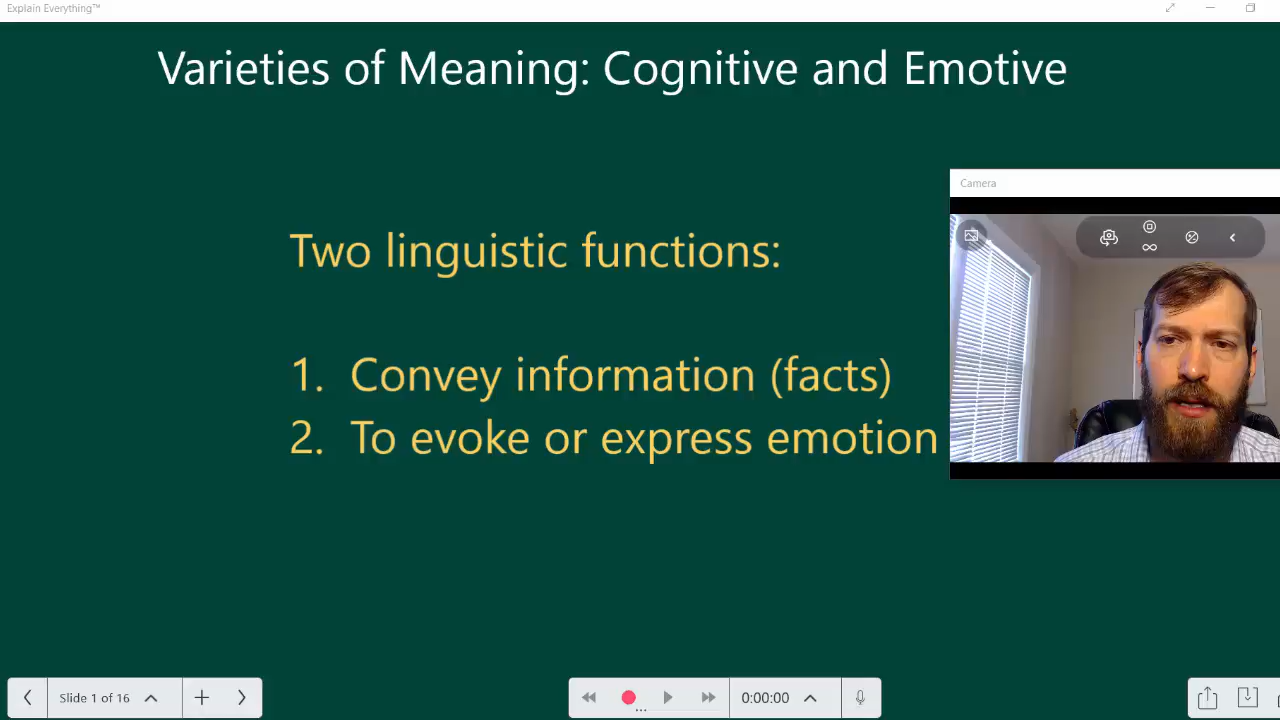 Explain Everything™
Varieties of Meaning: Cognitive and Emotive
Two linguistic functions:
1. Convey information (facts)
2. To evoke or express emotion
Camera
Slide 1 of 16
0:00:00